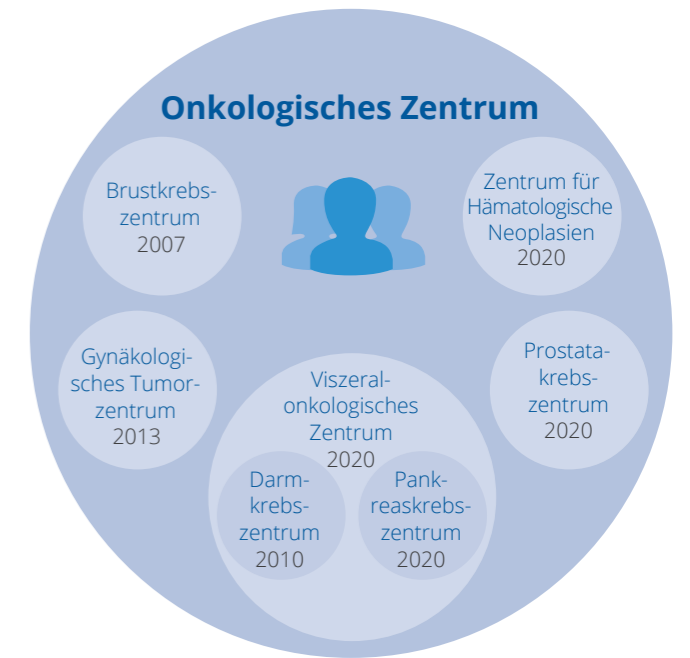 Onkologisches Zentrum
Brustkrebs-
zentrum
2007
Zentrum für
Hämatologische
Neoplasien
2020
Gynäkologi-
sches Tumor-
zentrum
2013
Viszeral-
onkologisches
Zentrum
2020
Darm-
krebs-
zentrum
2010
Pank-
reaskrebs-
zentrum
2020
Prostata-
krebs-
zentrum
2020